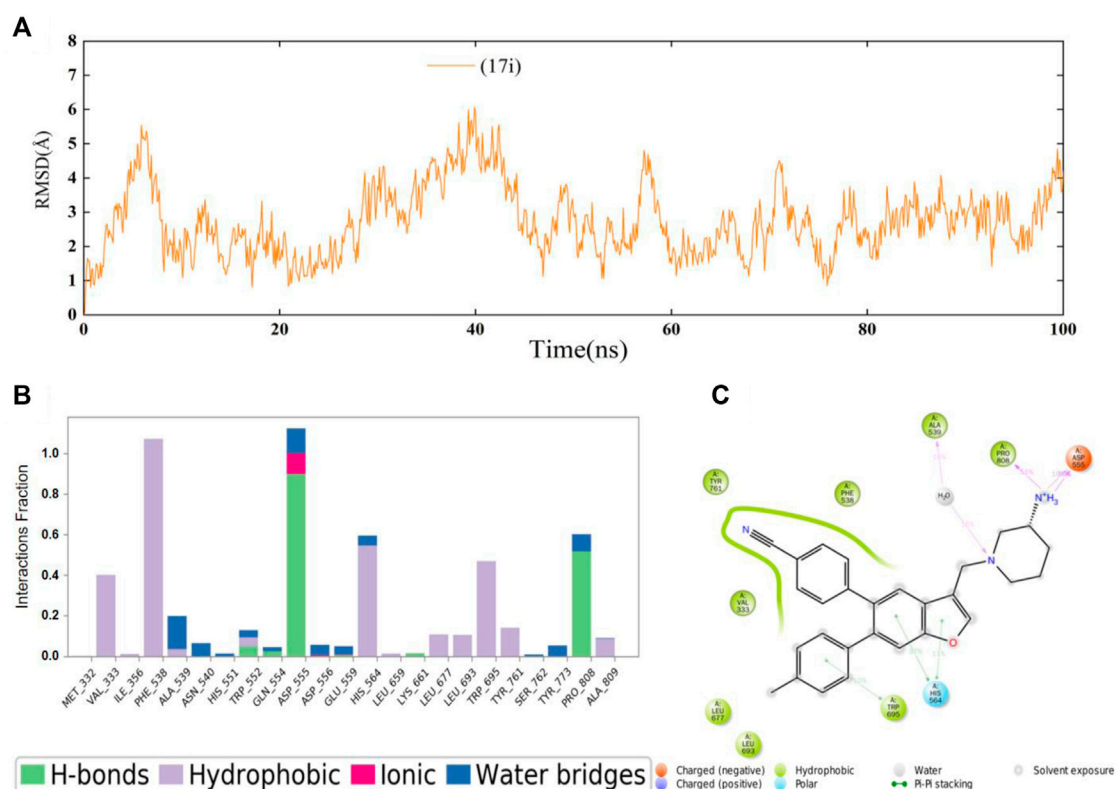 A
8
7
6
5
4
3
2
1
0
RMSD(Å)
(17i)
0 20 40 60 80 100
Time(ns)
B
Interactions Fraction
1.0
0.8
0.6
0.4
0.2
0.0
MET_332
VAL_333
ILE_356
PHE_538
ALA_539
ASN_540
HIS_551
TRP_552
GLN_554
ASP_555
ASP_556
GLU_559
HIS_564
LEU_659
LYS_661
LEU_677
LEU_693
TRP_695
TYR_761
SER_762
TYR_773
PRO_808
ALA_809
H-bonds Hydrophobic Ionic Water bridges
C
A:
ALA
539
A:
PRO
808
A:
ASP
555
A:
TYR
761
A:
PHE
538
H₂O
N⁺H₃
N
N
A:
VAL
333
O
A:
HIS
564
A:
TRP
695
A:
LEU
677
A:
LEU
693
Charged (negative) Hydrophobic Water Solvent exposure
Charged (positive) Polar Pi-Pi stacking